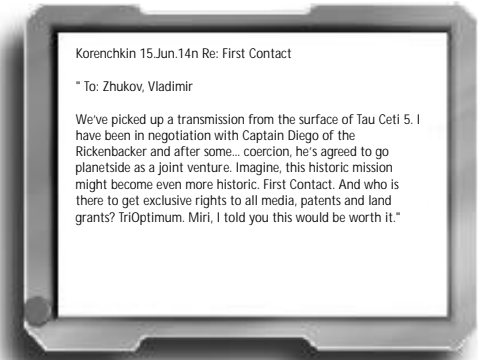 Korenchkin 15.Jun.14n Re: First Contact
" To: Zhukov, Vladimir
We've picked up a transmission from the surface of Tau Ceti 5. I
have been in negotiation with Captain Diego of the
Rickenbacker and after some... coercion, he's agreed to go
planetside as a joint venture. Imagine, this historic mission
might become even more historic. First Contact. And who is
there to get exclusive rights to all media, patents and land
grants? TriOptimum. Miri, I told you this would be worth it."